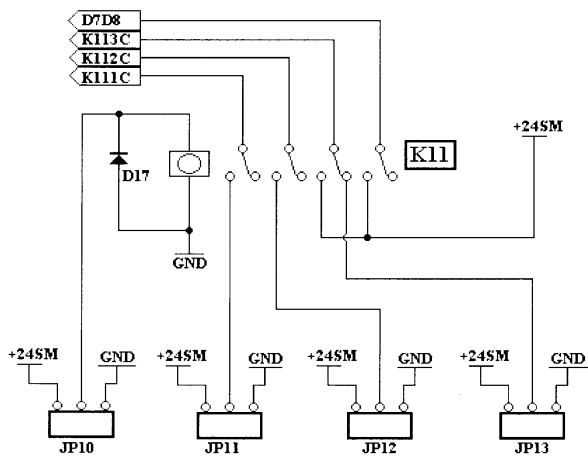 D7D8
K113C
K112C
K111C
+24SM
K11
D17
GND
+24SM
GND
+24SM
GND
+24SM
GND
+24SM
GND
JP10
JP11
JP12
JP13